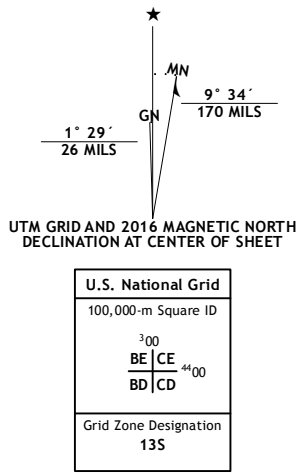 ★
MN
GN
9° 34´
170 MILS
1° 29´
26 MILS
UTM GRID AND 2016 MAGNETIC NORTH
DECLINATION AT CENTER OF SHEET
U.S. National Grid
100,000-m Square ID
³00
BE CE
⁴⁴00
BD CD
Grid Zone Designation
13S